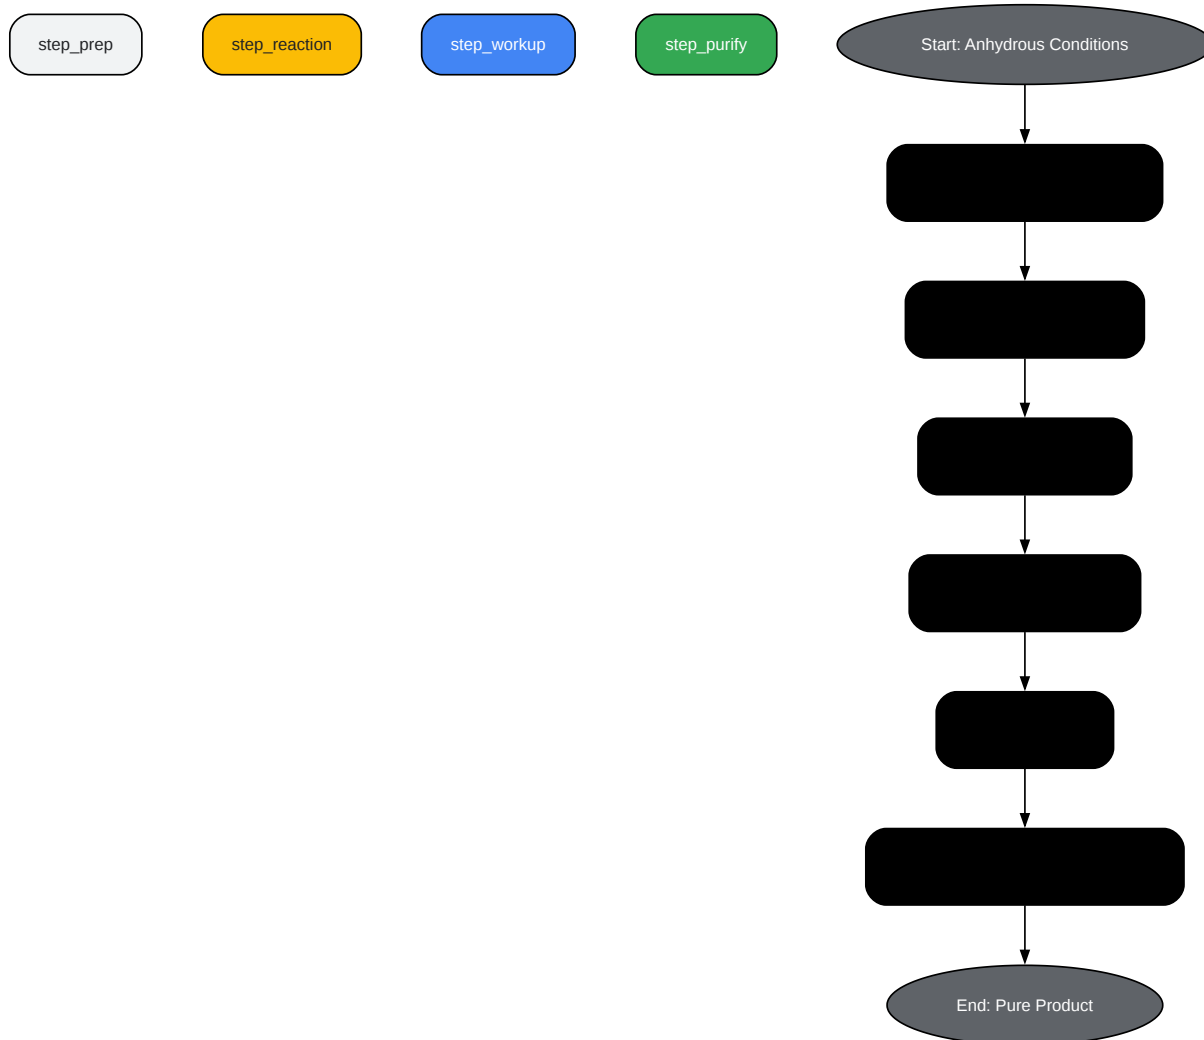 step_prep
step_reaction
step_workup
step_purify
Start: Anhydrous Conditions
End: Pure Product